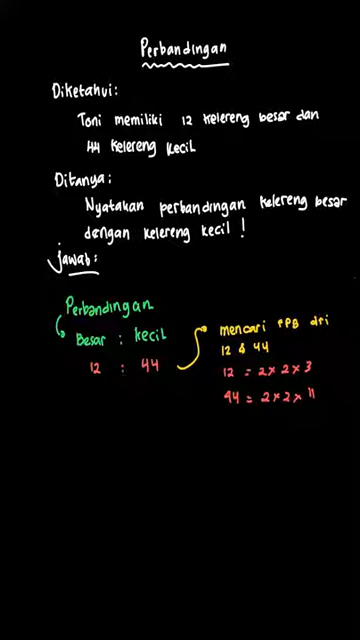 Perbandingan
Diketahui:
Toni memiliki 12 kelereng besar dan
44 kelereng kecil
Ditanya:
Nyatakan perbandingan kelereng besar
dengan kelereng kecil!
jawab:
Perbandingan
Besar : kecil
12 : 44
mencari FPB dri
12 & 44
12 = 2 x 2 x 3
44 = 2 x 2 x 11